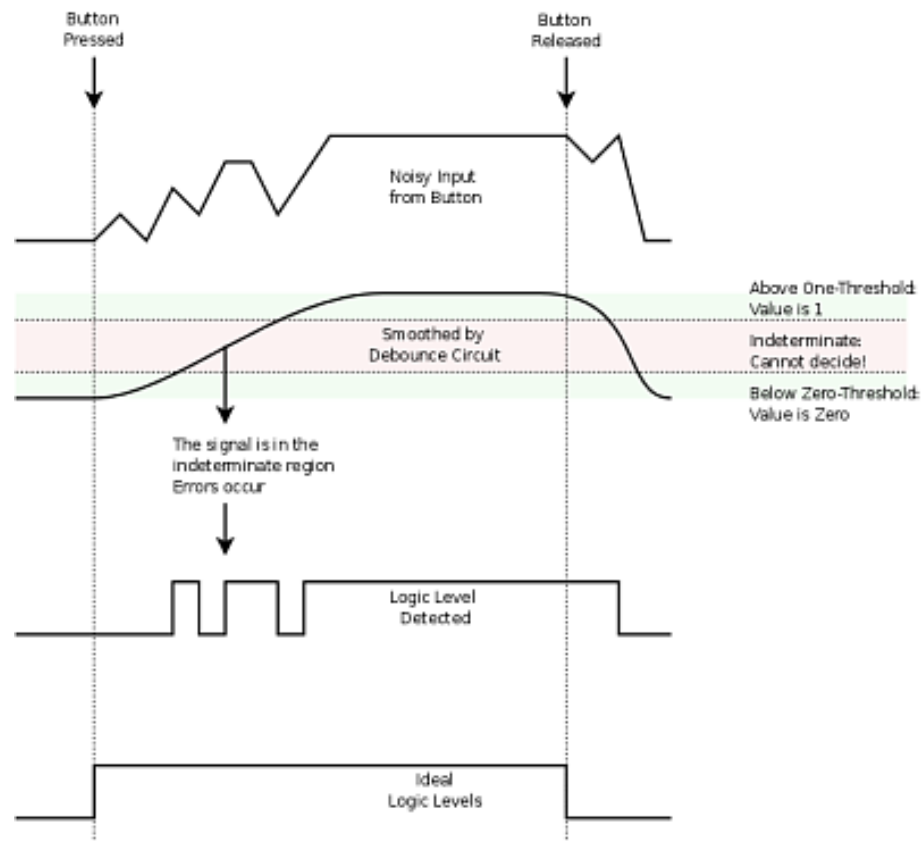 Button
Pressed
Button
Released
Noisy Input
from Button
Above One-Threshold:
Value is 1
Smoothed by
Debounce Circuit
Indeterminate:
Cannot decide!
Below Zero-Threshold:
Value is Zero
The signal is in the
indeterminate region
Errors occur
Logic Level
Detected
Ideal
Logic Levels